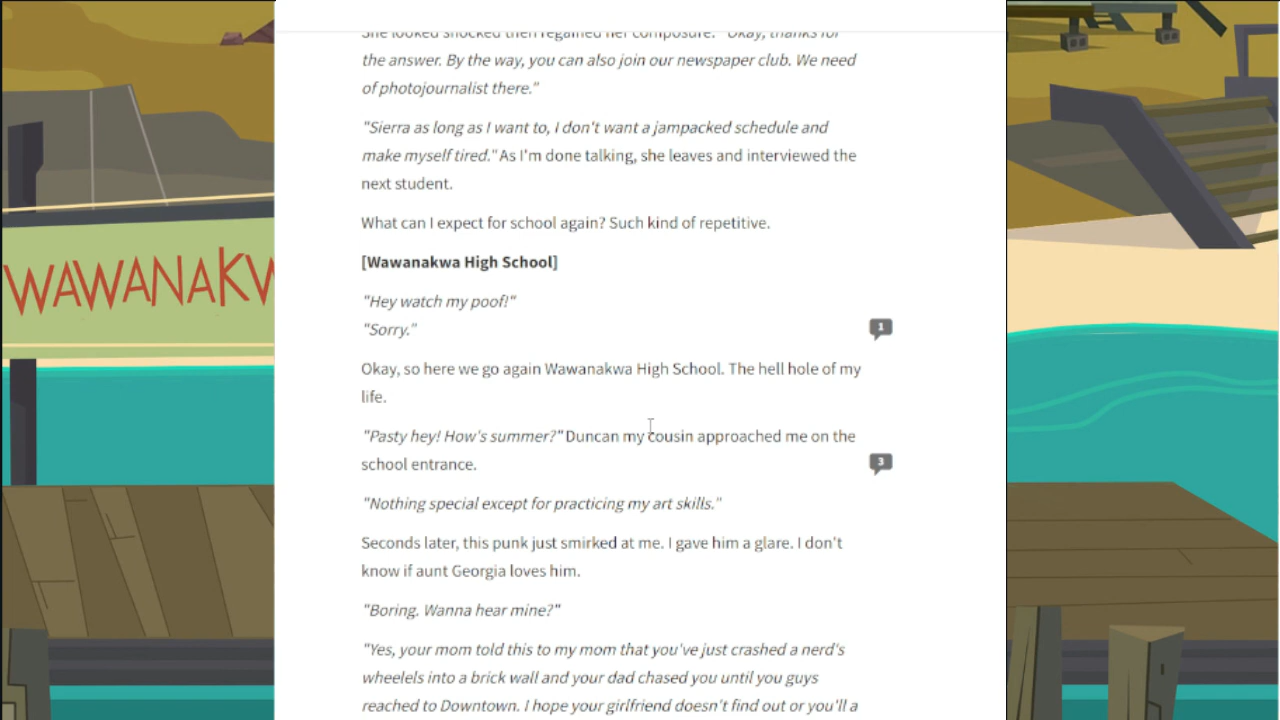 She looked shocked then regained her composure. "Okay, thanks for
the answer. By the way, you can also join our newspaper club. We need
of photojournalist there."
"Sierra as long as I want to, I don't want a jampacked schedule and
make myself tired." As I'm done talking, she leaves and interviewed the
next student.
What can I expect for school again? Such kind of repetitive.
[Wawanakwa High School]
WAWANAKW
"Hey watch my poof!"
"Sorry."
1
Okay, so here we go again Wawanakwa High School. The hell hole of my
life.
"Pasty hey! How's summer?" Duncan my cousin approached me on the
school entrance.
3
"Nothing special except for practicing my art skills."
Seconds later, this punk just smirked at me. I gave him a glare. I don't
know if aunt Georgia loves him.
"Boring. Wanna hear mine?"
"Yes, your mom told this to my mom that you've just crashed a nerd's
wheelels into a brick wall and your dad chased you until you guys
reached to Downtown. I hope your girlfriend doesn't find out or you'll a